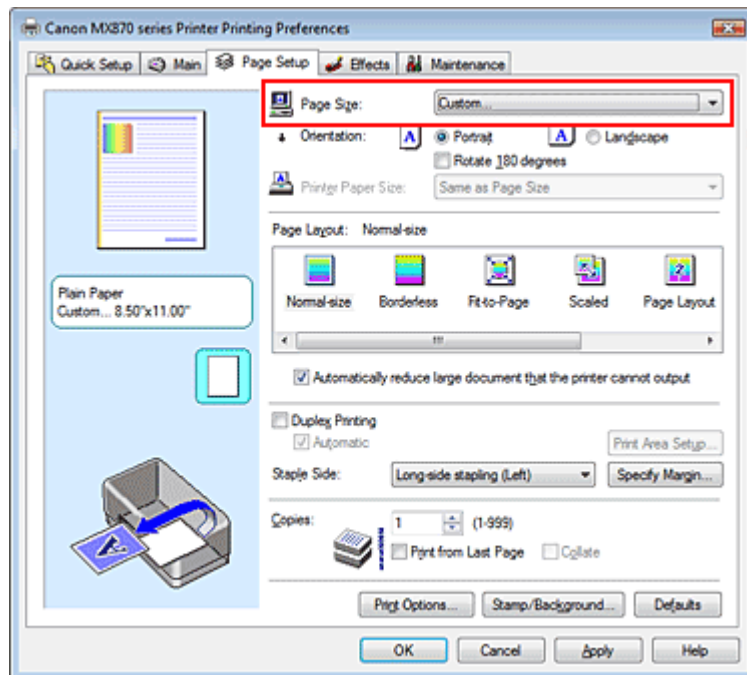 Canon MX870 series Printer Printing Preferences
Quick Setup Main Page Setup Effects Maintenance
Page Size: Custom...
Orientation: A Portrait A Landscape
Rotate 180 degrees
Printer Paper Size: Same as Page Size
Page Layout: Normal-size
Normal-size Borderless Fit-to-Page Scaled Page Layout
Plain Paper
Custom... 8.50"x11.00"
Automatically reduce large document that the printer cannot output
Duplex Printing
Automatic Print Area Setup...
Staple Side: Long-side stapling (Left) Specify Margin...
Copies: 1 (1-999)
Print from Last Page Collate
Print Options... Stamp/Background... Defaults
OK Cancel Apply Help